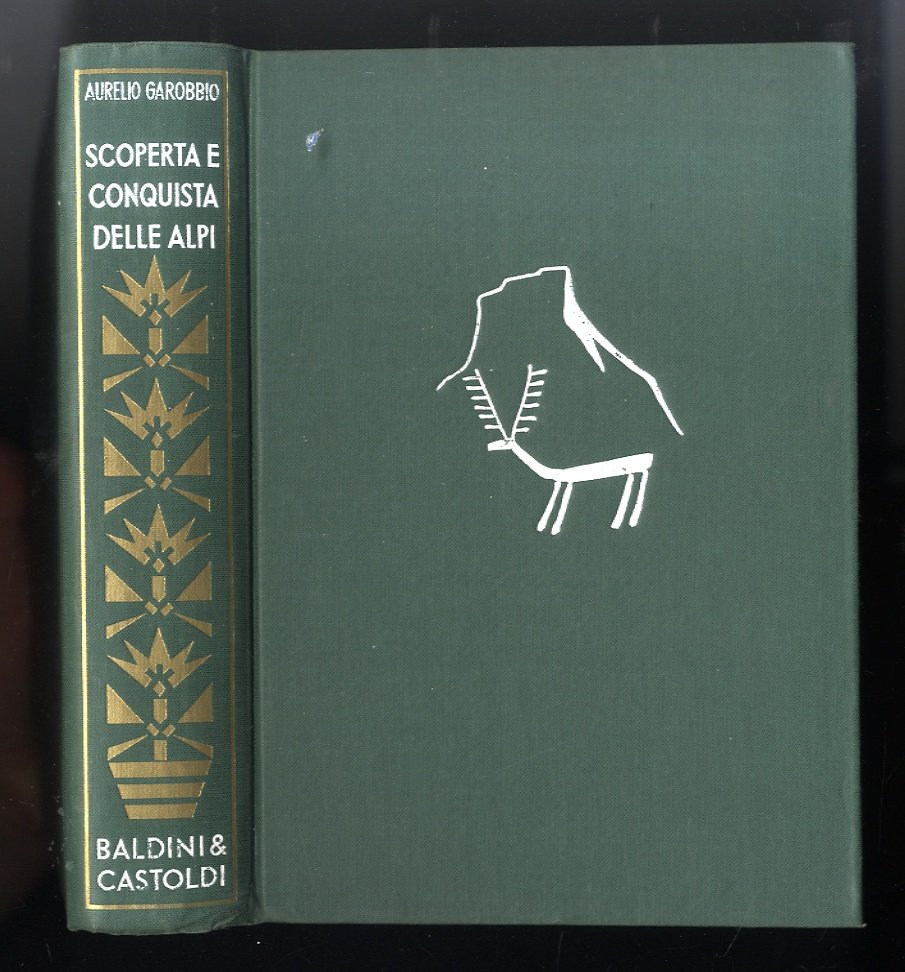 AURELIO GAROBBIO
SCOPERTA E
CONQUISTA
DELLE ALPI
BALDINI &
CASTOLDI